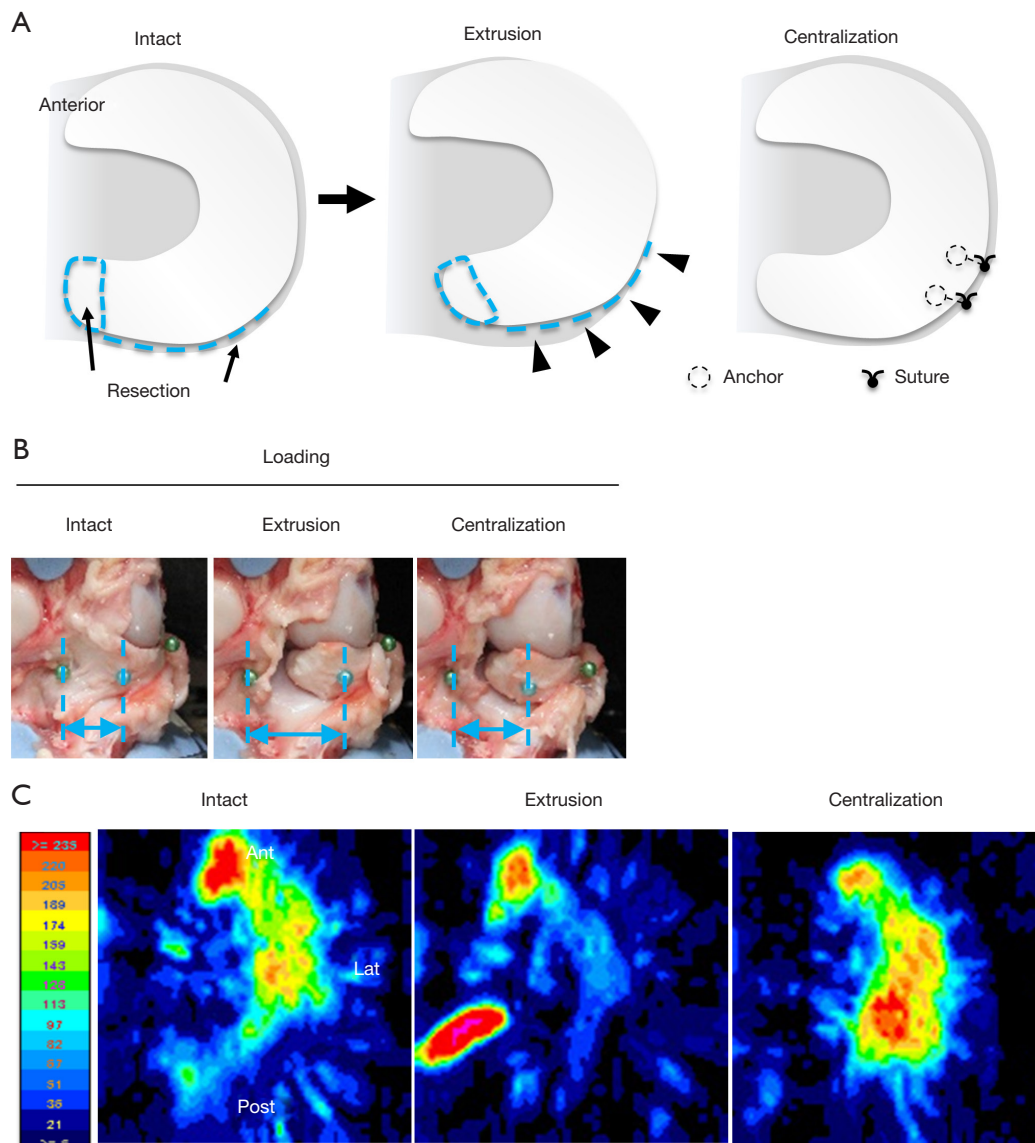 A
Intact
Extrusion
Centralization
Anterior
Resection
Anchor
Suture
B
Loading
Intact
Extrusion
Centralization
C
Intact
Extrusion
Centralization
>= 235
220
205
189
174
159
143
128
113
97
82
67
51
36
21
Ant
Lat
Post